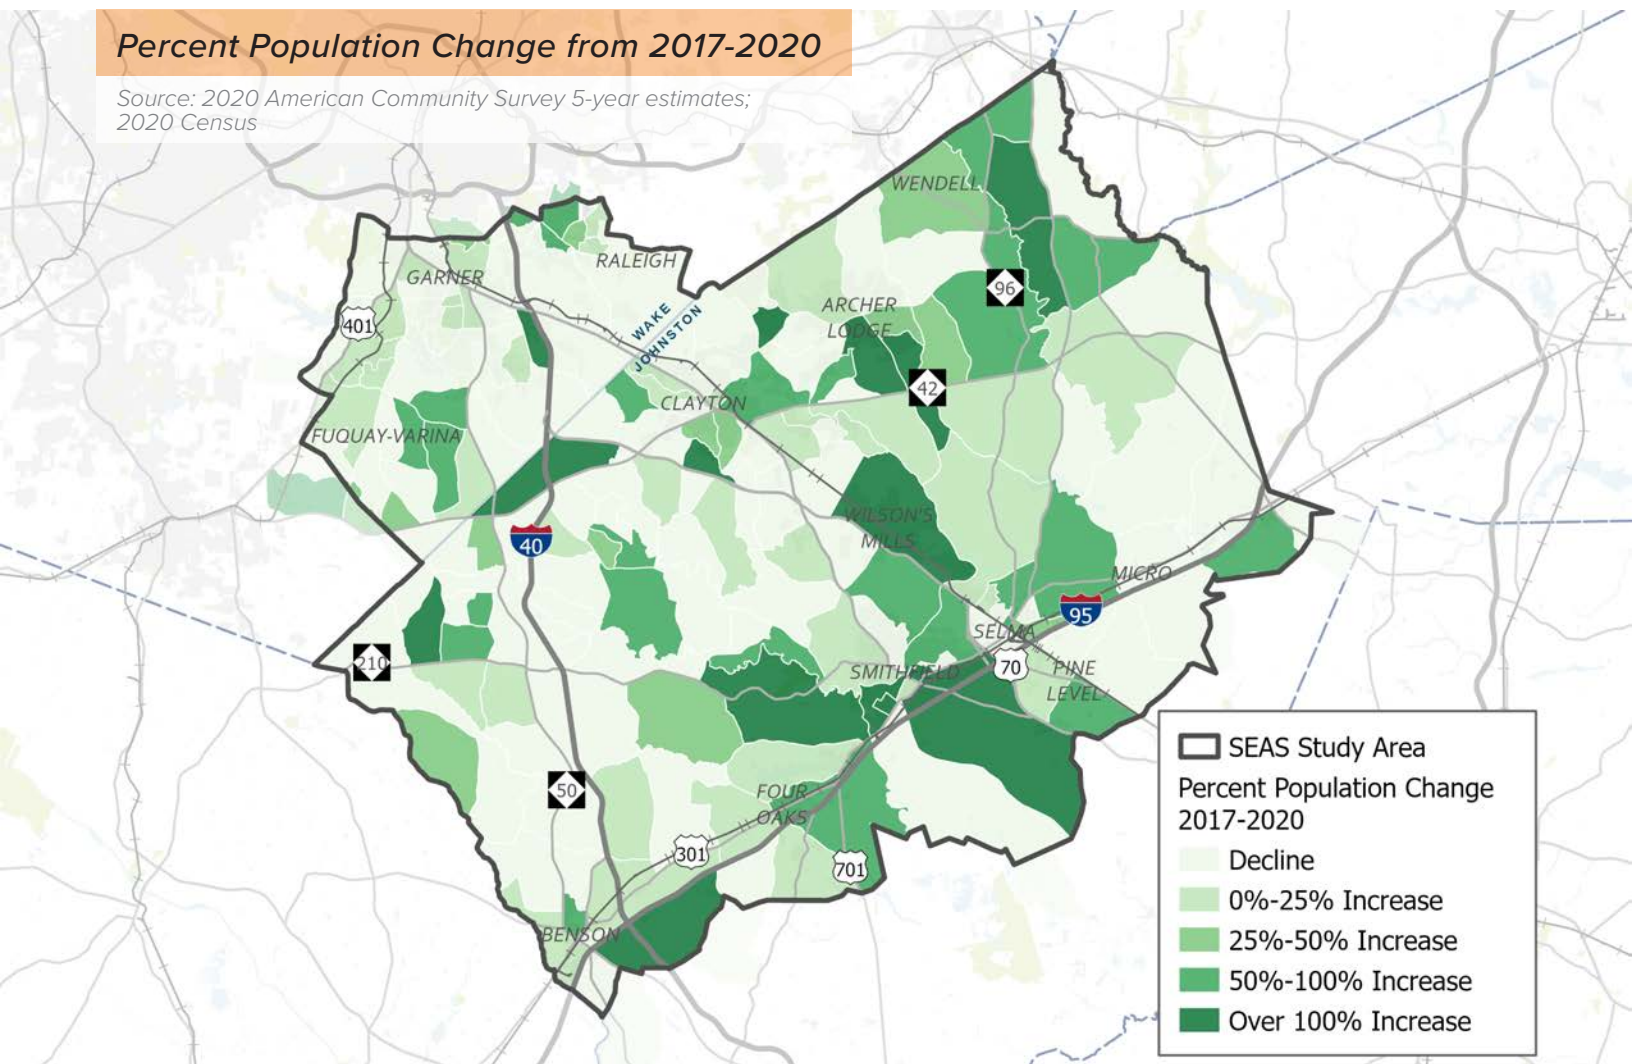 Percent Population Change from 2017-2020
Source: 2020 American Community Survey 5-year estimates;
2020 Census
WENDELL
RALEIGH
GARNER
96
ARCHER
LODGE
401
WAKE
JOHNSTON
42
CLAYTON
FUQUAY-VARINA
WILSON'S
MILLS
40
MICRO
95
SELMA
210
70
PINE
LEVEL
SMITHFIELD
50
FOUR
OAKS
301
701
BENSON
SEAS Study Area
Percent Population Change
2017-2020
Decline
0%-25% Increase
25%-50% Increase
50%-100% Increase
Over 100% Increase